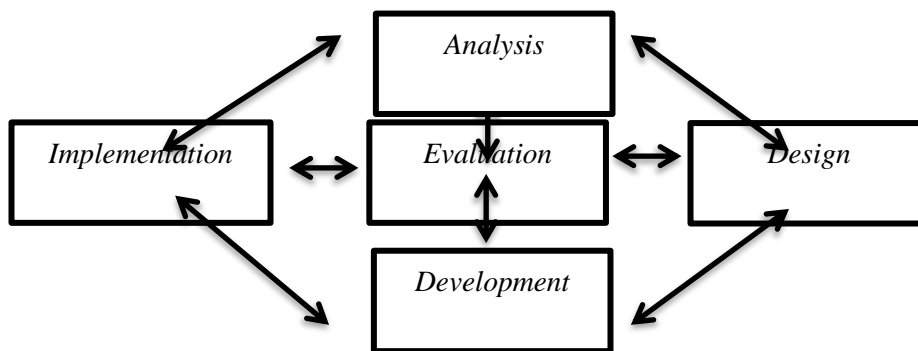 Analysis
Implementation
Evaluation
Design
Development